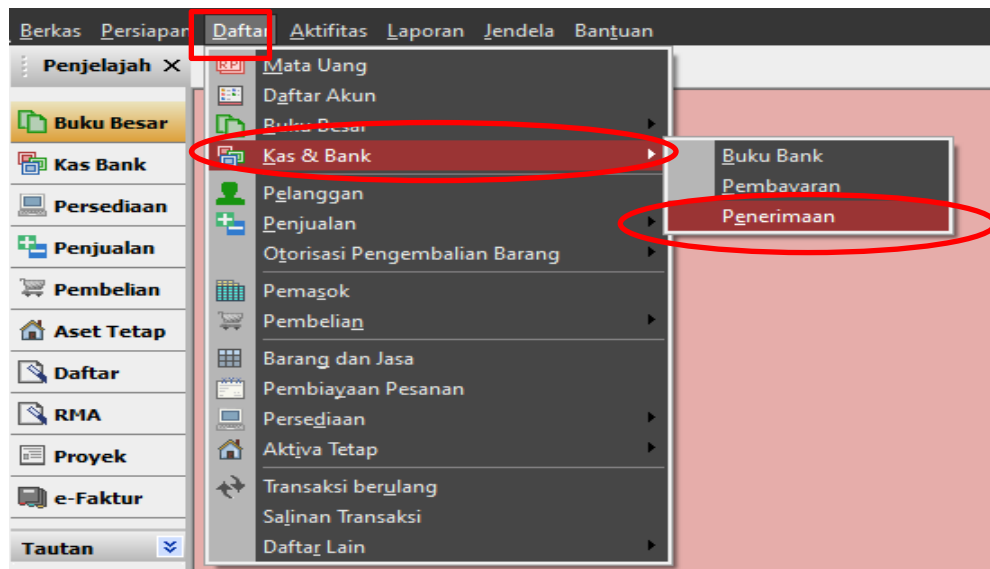 Berkas Persiapan Daftar Aktifitas Laporan Jendela Bantuan
Penjelajah
Buku Besar
Kas Bank
Persediaan
Penjualan
Pembelian
Aset Tetap
Daftar
RMA
Proyek
e-Faktur
Tautan
Mata Uang
Daftar Akun
Buku Besar
Kas & Bank
Pelanggan
Penjualan
Otorisasi Pengembalian Barang
Pemasok
Pembelian
Barang dan Jasa
Pembiayaan Pesanan
Persediaan
Aktiva Tetap
Transaksi berulang
Salinan Transaksi
Daftar Lain
Buku Bank
Pembayaran
Penerimaan